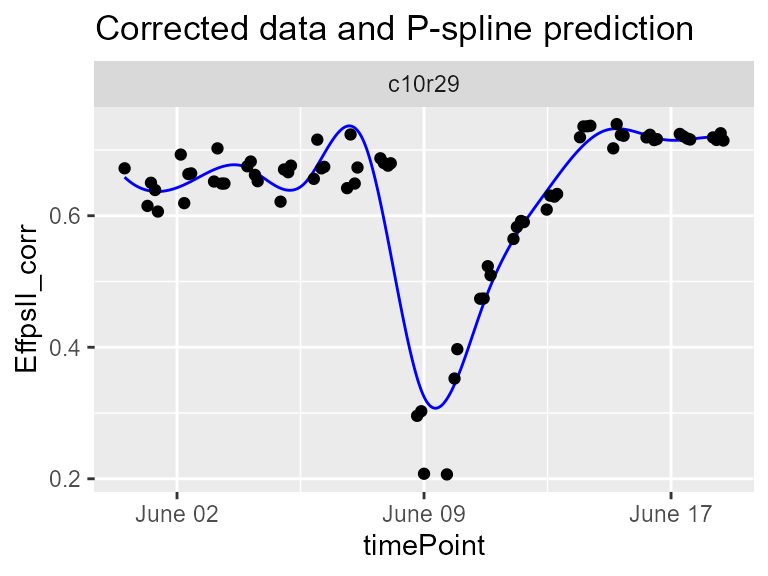 Corrected data and P-spline prediction
c10r29
EffpsII_corr
0.6
0.4
0.2
June 02
June 09
June 17
timePoint